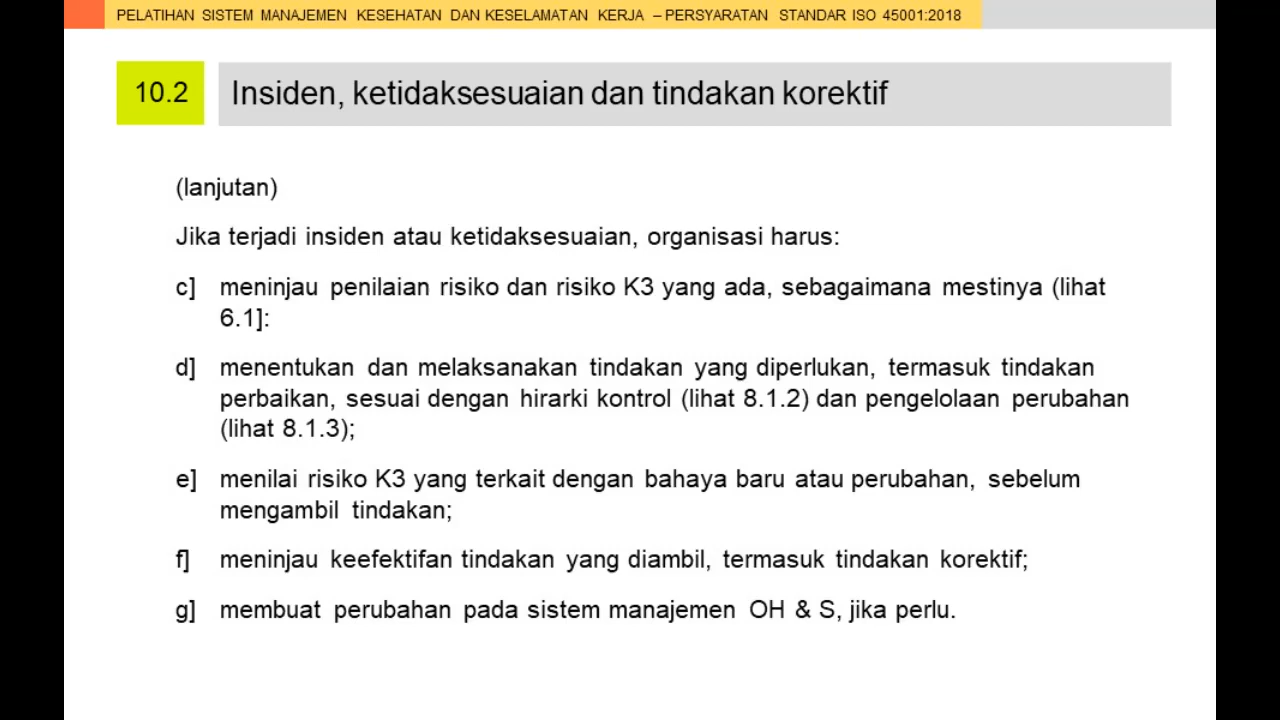 PELATIHAN SISTEM MANAJEMEN KESEHATAN DAN KESELAMATAN KERJA – PERSYARATAN STANDAR ISO 45001:2018
10.2 Insiden, ketidaksesuaian dan tindakan korektif
(lanjutan)
Jika terjadi insiden atau ketidaksesuaian, organisasi harus:
c] meninjau penilaian risiko dan risiko K3 yang ada, sebagaimana mestinya (lihat
6.1]:
d] menentukan dan melaksanakan tindakan yang diperlukan, termasuk tindakan
perbaikan, sesuai dengan hirarki kontrol (lihat 8.1.2) dan pengelolaan perubahan
(lihat 8.1.3);
e] menilai risiko K3 yang terkait dengan bahaya baru atau perubahan, sebelum
mengambil tindakan;
f] meninjau keefektifan tindakan yang diambil, termasuk tindakan korektif;
g] membuat perubahan pada sistem manajemen OH & S, jika perlu.